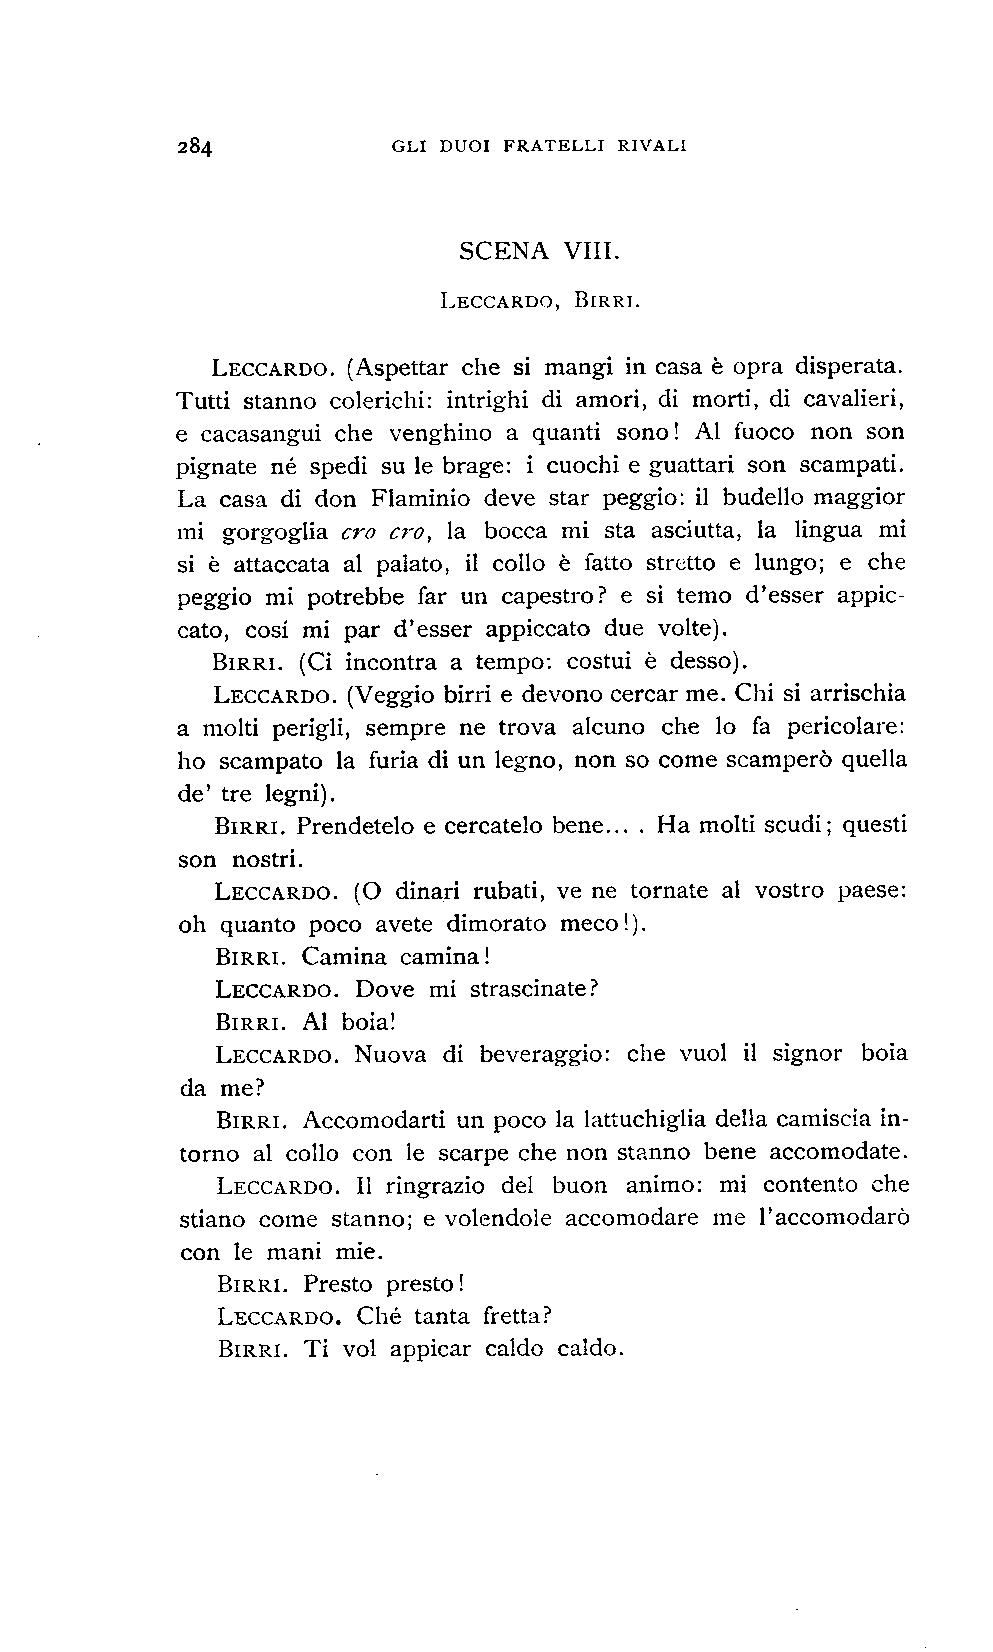 284 GLI DUOI FRATELLI RIVALI
SCENA VIII.
LECCARDO, BIRRI.
LECCARDO. (Aspettar che si mangi in casa è opra disperata.
Tutti stanno colerichi: intrighi di amori, di morti, di cavalieri,
e cacasangui che venghino a quanti sono! Al fuoco non son
pignate né spedi su le brage: i cuochi e guattari son scampati.
La casa di don Flaminio deve star peggio: il budello maggior
mi gorgoglia cro cro, la bocca mi sta asciutta, la lingua mi
si è attaccata al palato, il collo è fatto stretto e lungo; e che
peggio mi potrebbe far un capestro? e si temo d'esser appic-
cato, cosí mi par d'esser appiccato due volte).
BIRRI. (Ci incontra a tempo: costui è desso).
LECCARDO. (Veggio birri e devono cercar me. Chi si arrischia
a molti perigli, sempre ne trova alcuno che lo fa pericolare:
ho scampato la furia di un legno, non so come scamperò quella
de' tre legni).
BIRRI. Prendetelo e cercatelo bene... . Ha molti scudi; questi
son nostri.
LECCARDO. (O dinari rubati, ve ne tornate al vostro paese:
oh quanto poco avete dimorato meco!).
BIRRI. Camina camina!
LECCARDO. Dove mi strascinate?
BIRRI. Al boia!
LECCARDO. Nuova di beveraggio: che vuol il signor boia
da me?
BIRRI. Accomodarti un poco la lattuchiglia della camiscia in-
torno al collo con le scarpe che non stanno bene accomodate.
LECCARDO. Il ringrazio del buon animo: mi contento che
stiano come stanno; e volendole accomodare me l'accomodarò
con le mani mie.
BIRRI. Presto presto!
LECCARDO. Ché tanta fretta?
BIRRI. Ti vol appicar caldo caldo.